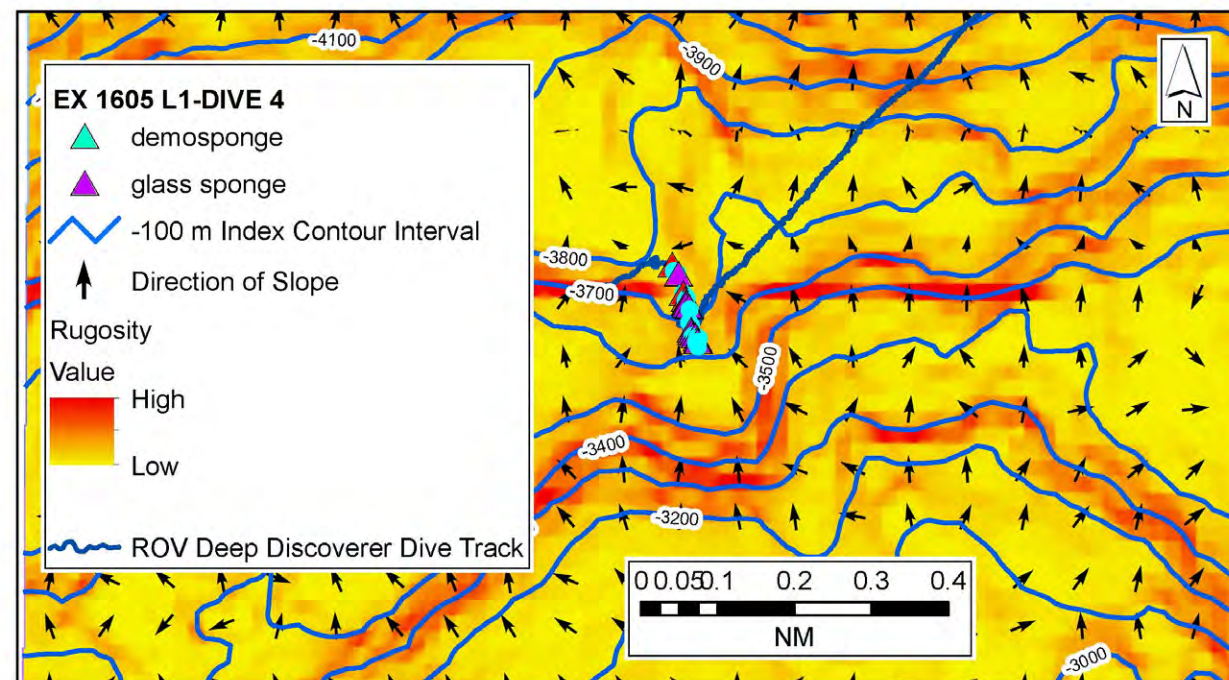 -4100
-3900
N
EX 1605 L1-DIVE 4
demosponge
glass sponge
-100 m Index Contour Interval
Direction of Slope
Rugosity
Value
High
Low
ROV Deep Discoverer Dive Track
-3800
-3700
-3500
-3400
-3200
0 0.05 0.1 0.2 0.3 0.4
NM
-3000